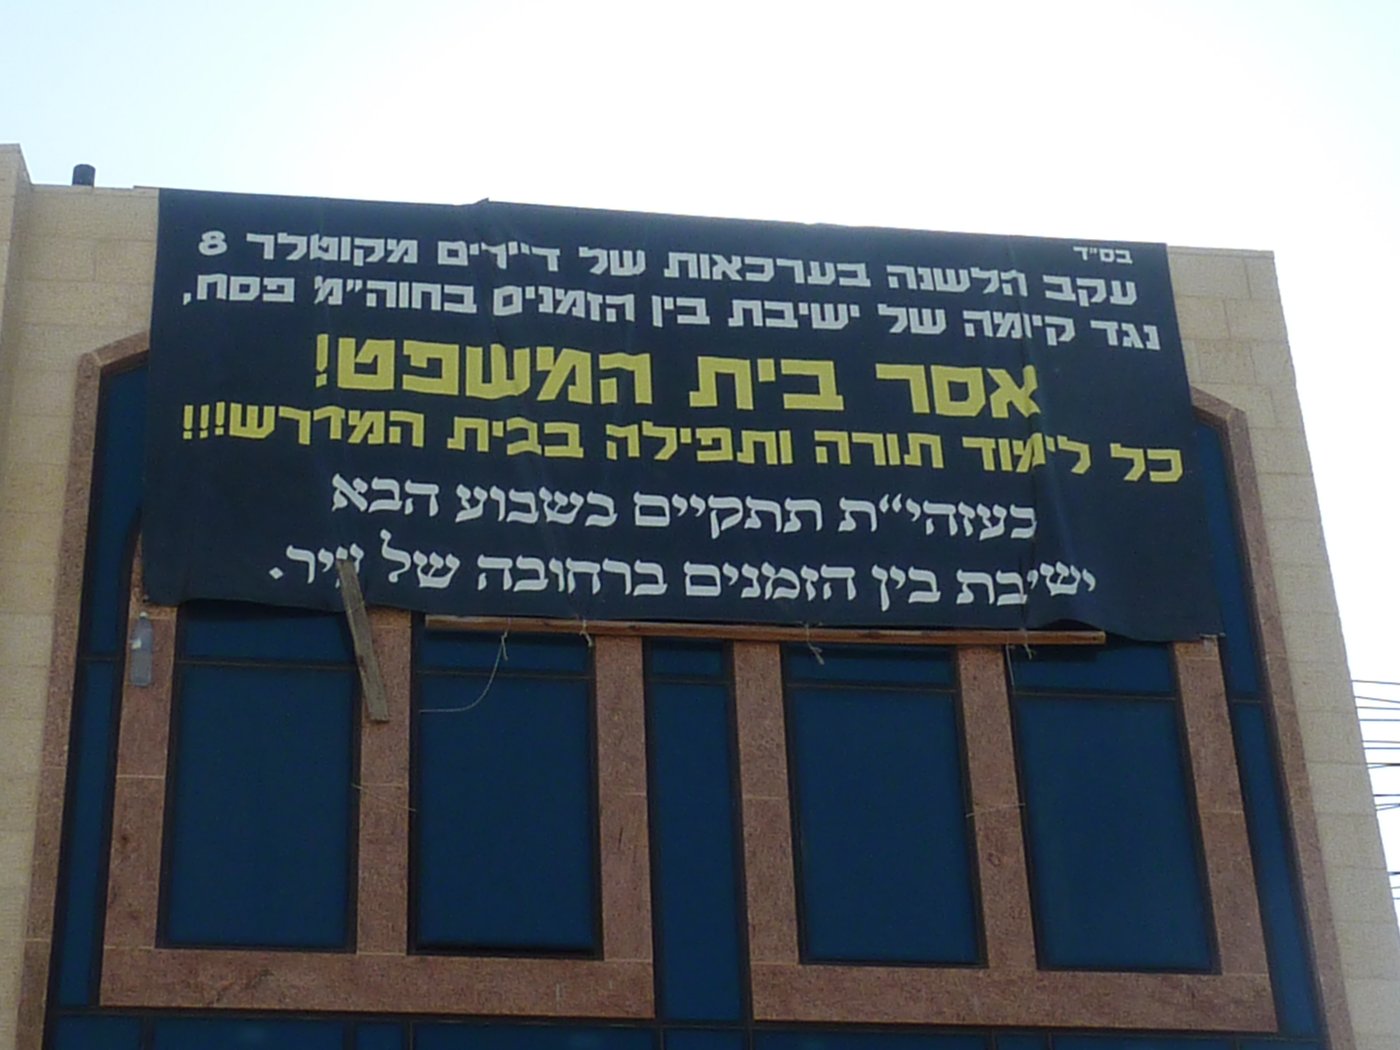 בס״ד
עקב הלשנה בערכאות של דיירים מקוטלר 8
נגד קיומה של ישיבת בין הזמנים בחוה״מ פסח,
אסר בית המשפט!
כל לימוד תורה ותפילה בבית המדרש!!!
בעזהי״ת תתקיים בשבוע הבא
ישיבת בין הזמנים ברחובה של עיר.